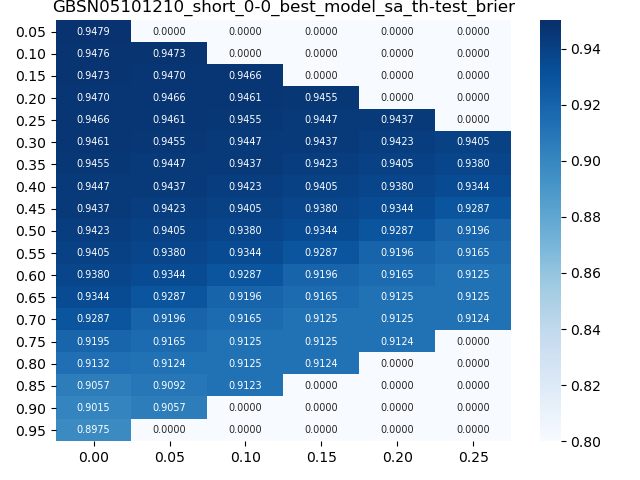 GBSN05101210_short_0-0_best_model_sa_th-test_brier
0.05 0.9479 0.0000 0.0000 0.0000 0.0000 0.0000
0.10 0.9476 0.9473 0.0000 0.0000 0.0000 0.0000
0.15 0.9473 0.9470 0.9466 0.0000 0.0000 0.0000
0.20 0.9470 0.9466 0.9461 0.9455 0.0000 0.0000
0.25 0.9466 0.9461 0.9455 0.9447 0.9437 0.0000
0.30 0.9461 0.9455 0.9447 0.9437 0.9423 0.9405
0.35 0.9455 0.9447 0.9437 0.9423 0.9405 0.9380
0.40 0.9447 0.9437 0.9423 0.9405 0.9380 0.9344
0.45 0.9437 0.9423 0.9405 0.9380 0.9344 0.9287
0.50 0.9423 0.9405 0.9380 0.9344 0.9287 0.9196
0.55 0.9405 0.9380 0.9344 0.9287 0.9196 0.9165
0.60 0.9380 0.9344 0.9287 0.9196 0.9165 0.9125
0.65 0.9344 0.9287 0.9196 0.9165 0.9125 0.9125
0.70 0.9287 0.9196 0.9165 0.9125 0.9125 0.9124
0.75 0.9195 0.9165 0.9125 0.9125 0.9124 0.0000
0.80 0.9132 0.9124 0.9125 0.9124 0.0000 0.0000
0.85 0.9057 0.9092 0.9123 0.0000 0.0000 0.0000
0.90 0.9015 0.9057 0.0000 0.0000 0.0000 0.0000
0.95 0.8975 0.0000 0.0000 0.0000 0.0000 0.0000
0.00 0.05 0.10 0.15 0.20 0.25
0.94
0.92
0.90
0.88
0.86
0.84
0.82
0.80